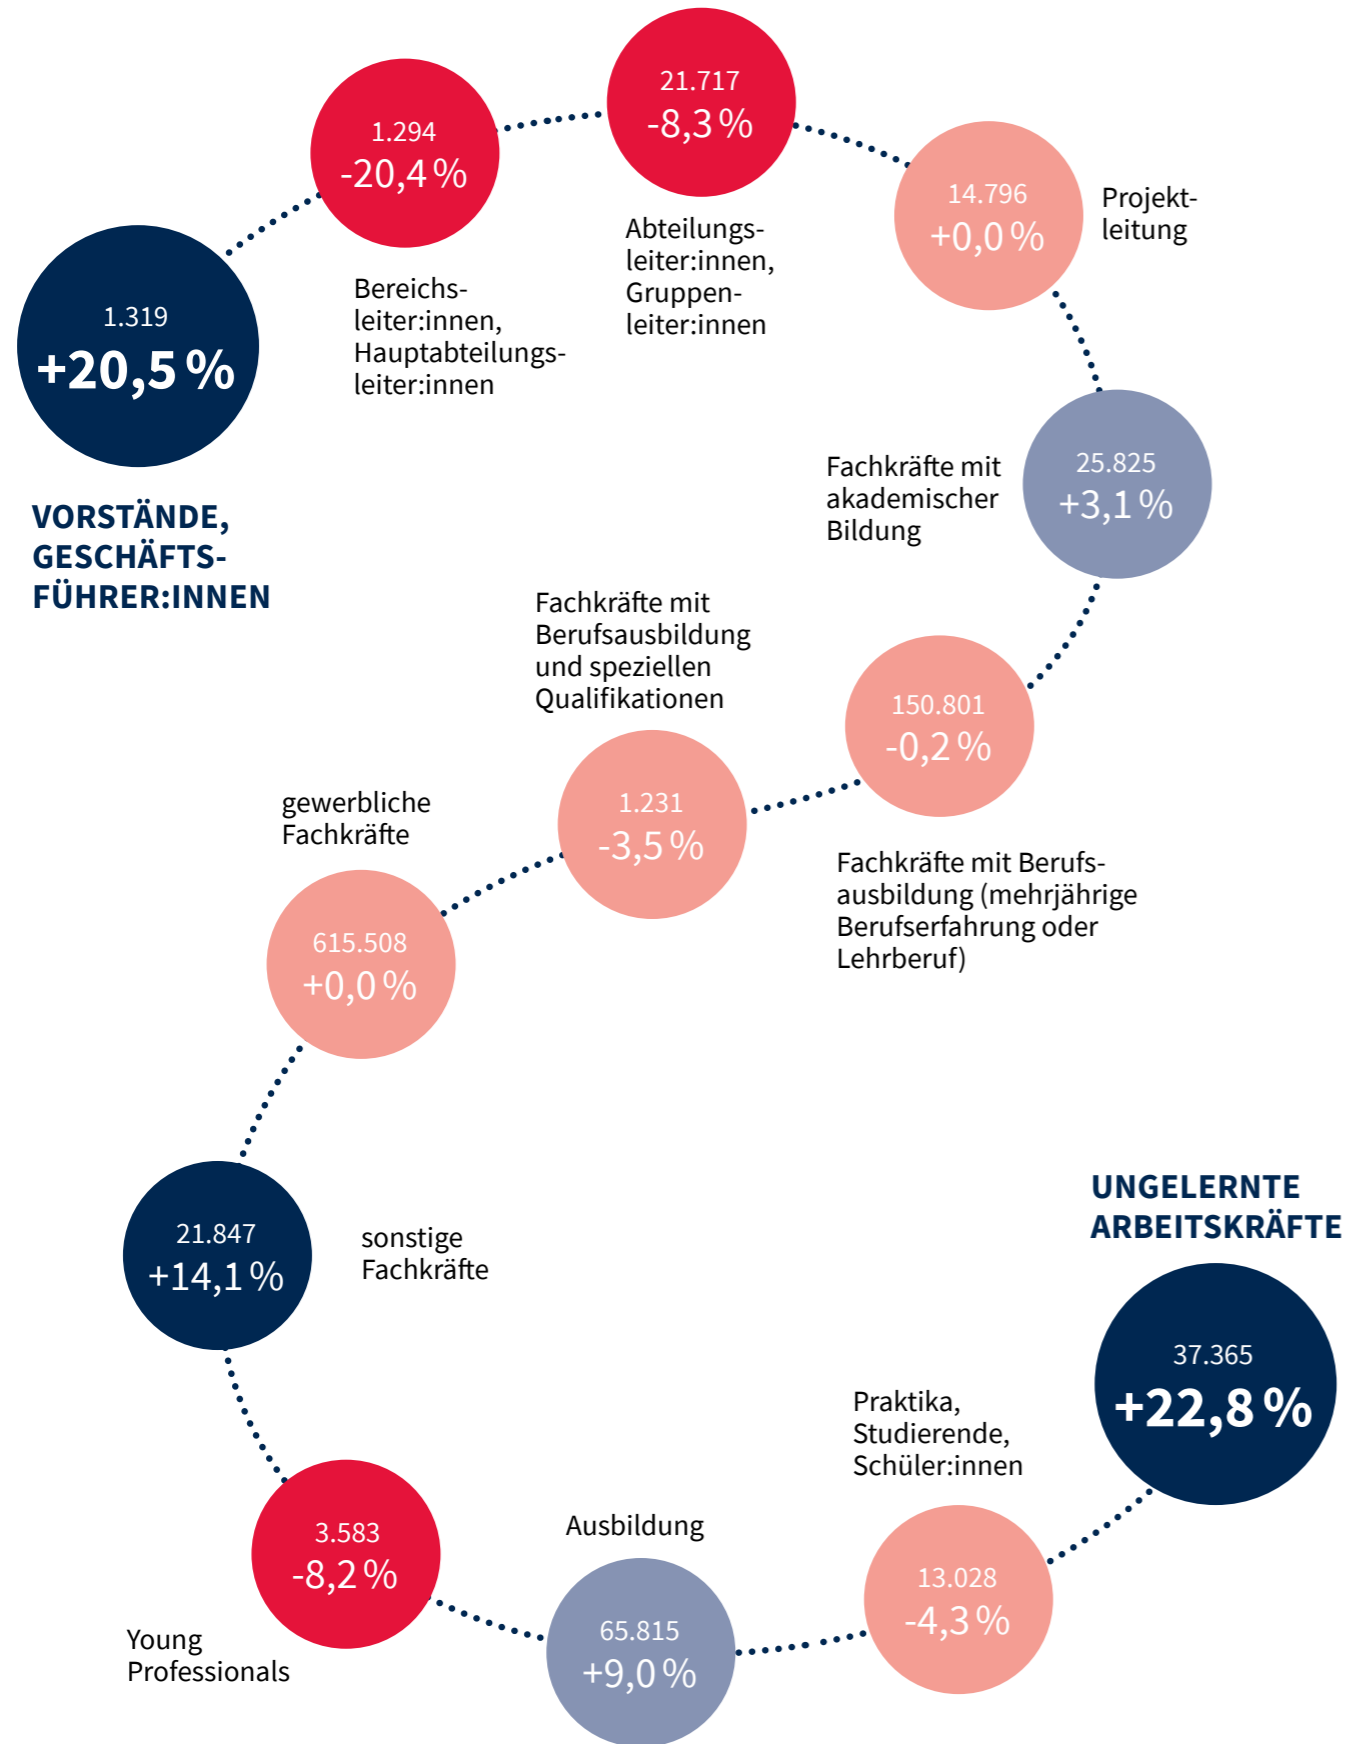 1.319
+20,5 %
VORSTÄNDE,
GESCHÄFTS-
FÜHRER:INNEN
1.294
-20,4 %
Bereichs-
leiter:innen,
Hauptabteilungs-
leiter:innen
21.717
-8,3 %
Abteilungs-
leiter:innen,
Gruppen-
leiter:innen
14.796
+0,0 %
Projekt-
leitung
25.825
+3,1 %
Fachkräfte mit
akademischer
Bildung
150.801
-0,2 %
Fachkräfte mit Berufs-
ausbildung (mehrjährige
Berufserfahrung oder
Lehrberuf)
Fachkräfte mit
Berufsausbildung
und speziellen
Qualifikationen
1.231
-3,5 %
gewerbliche
Fachkräfte
615.508
+0,0 %
21.847
+14,1 %
sonstige
Fachkräfte
3.583
-8,2 %
Young
Professionals
Ausbildung
65.815
+9,0 %
Praktika,
Studierende,
Schüler:innen
13.028
-4,3 %
UNGELERNTE
ARBEITSKRÄFTE
37.365
+22,8 %